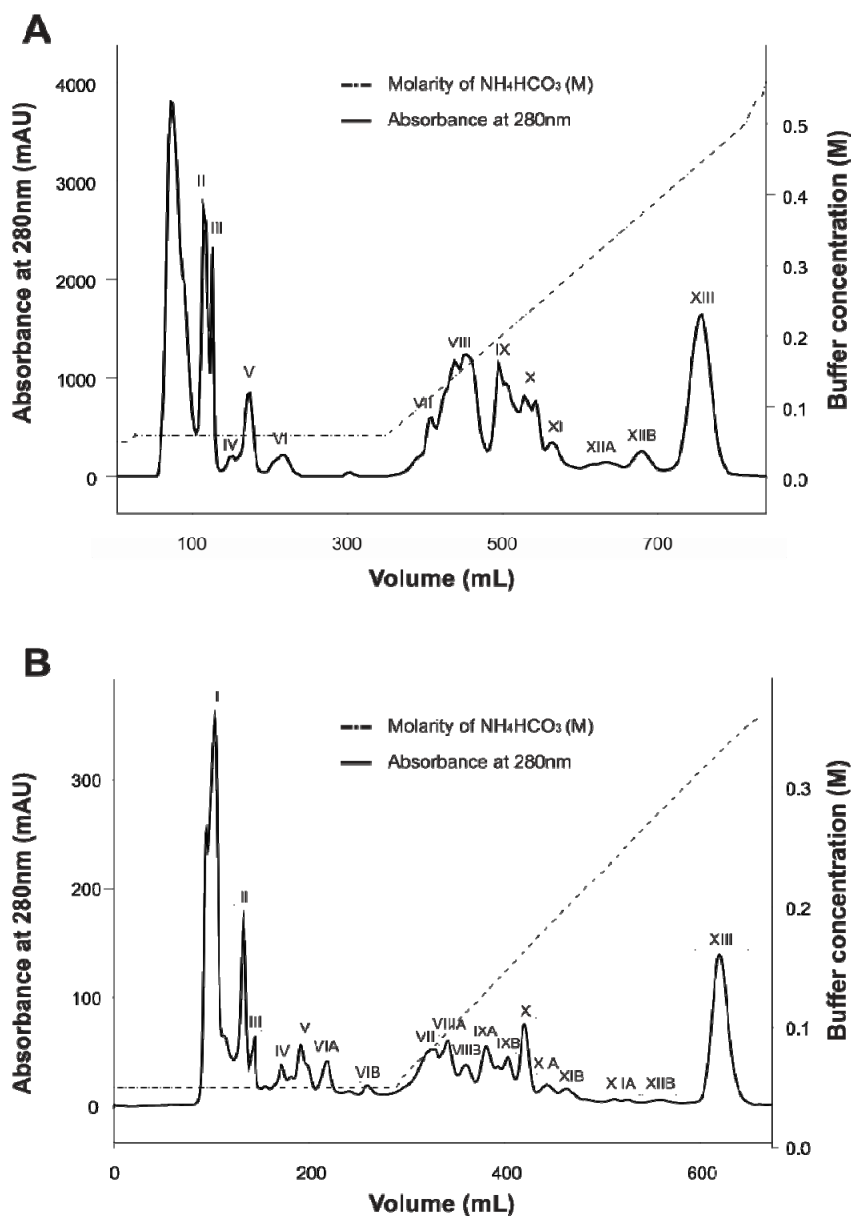 A
Absorbance at 280nm (mAU)
Buffer concentration (M)
Molarity of NH₄HCO₃ (M)
Absorbance at 280nm
4000
3000
2000
1000
0
0.5
0.4
0.3
0.2
0.1
0.0
II
III
IV
V
VI
VII
VIII
IX
X
XI
XIIA
XIIB
XIII
100
300
500
700
Volume (mL)
B
Absorbance at 280nm (mAU)
Buffer concentration (M)
Molarity of NH₄HCO₃ (M)
Absorbance at 280nm
300
200
100
0
0.3
0.2
0.1
0.0
I
II
III
IV
V
VIA
VIB
VII
VIIIA
VIIIB
IXA
IXB
X
X A
XIB
X IA
XIIB
XIII
0
200
400
600
Volume (mL)